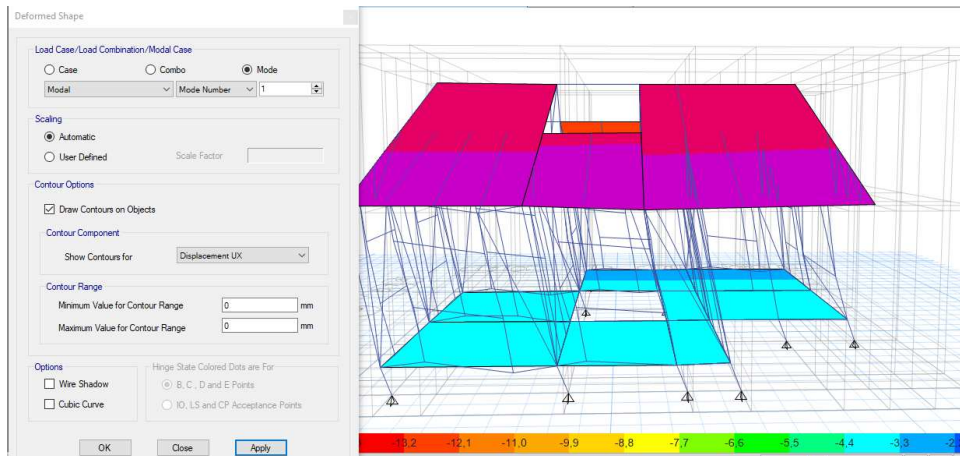 Deformed Shape
Load Case/Load Combination/Modal Case
Case Combo Mode
Modal Mode Number 1
Scaling
Automatic
User Defined Scale Factor
Contour Options
Draw Contours on Objects
Contour Component
Show Contours for Displacement UX
Contour Range
Minimum Value for Contour Range 0 mm
Maximum Value for Contour Range 0 mm
Options
Wire Shadow
Cubic Curve
Hinge State Colored Dots are For
B, C , D and E Points
IO, LS and CP Acceptance Points
OK Close Apply
-13,2 -12,1 -11,0 -9,9 -8,8 -7,7 -6,6 -5,5 -4,4 -3,3